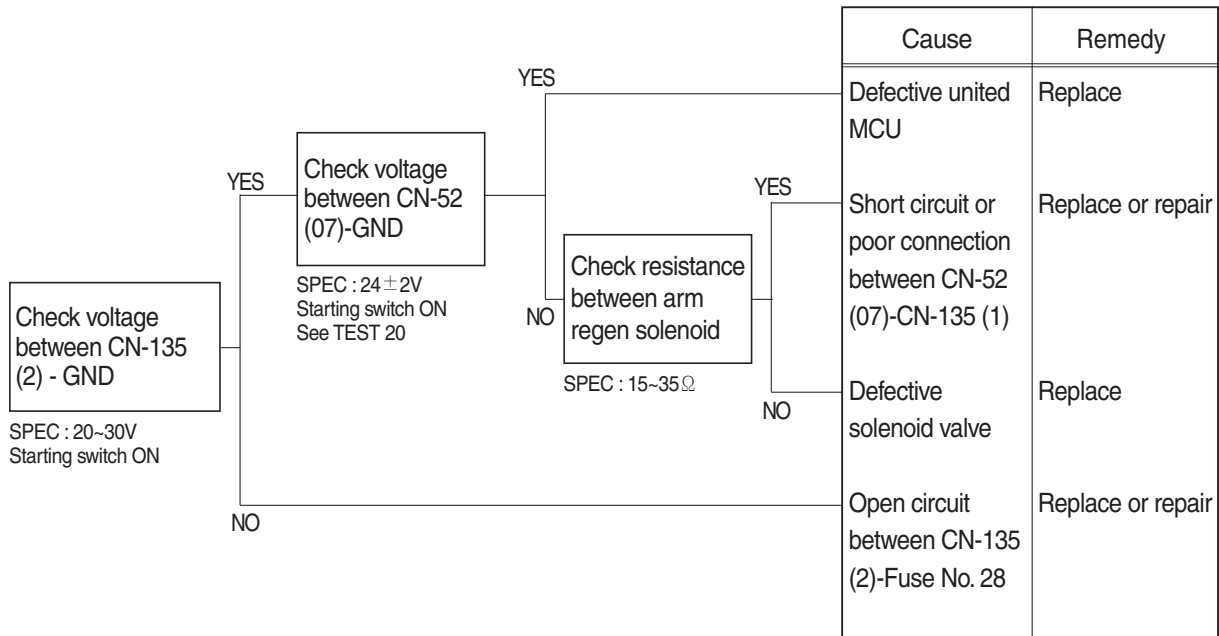 Check voltage
between CN-135
(2) - GND
SPEC : 20~30V
Starting switch ON
YES
NO
Check voltage
between CN-52
(07)-GND
SPEC : 24±2V
Starting switch ON
See TEST 20
YES
NO
Check resistance
between arm
regen solenoid
SPEC : 15~35Ω
YES
NO
Cause
Remedy
Defective united
MCU
Replace
Short circuit or
poor connection
between CN-52
(07)-CN-135 (1)
Replace or repair
Defective
solenoid valve
Replace
Open circuit
between CN-135
(2)-Fuse No. 28
Replace or repair